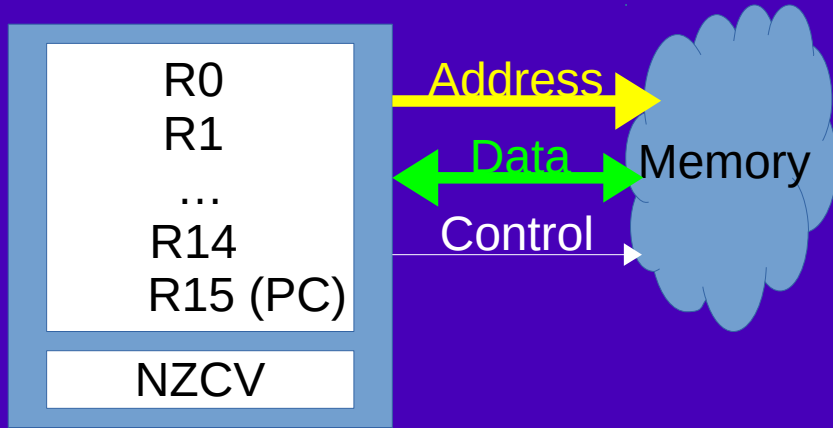 R0
R1
...
R14
R15 (PC)
NZCV
Address
Data
Control
Memory